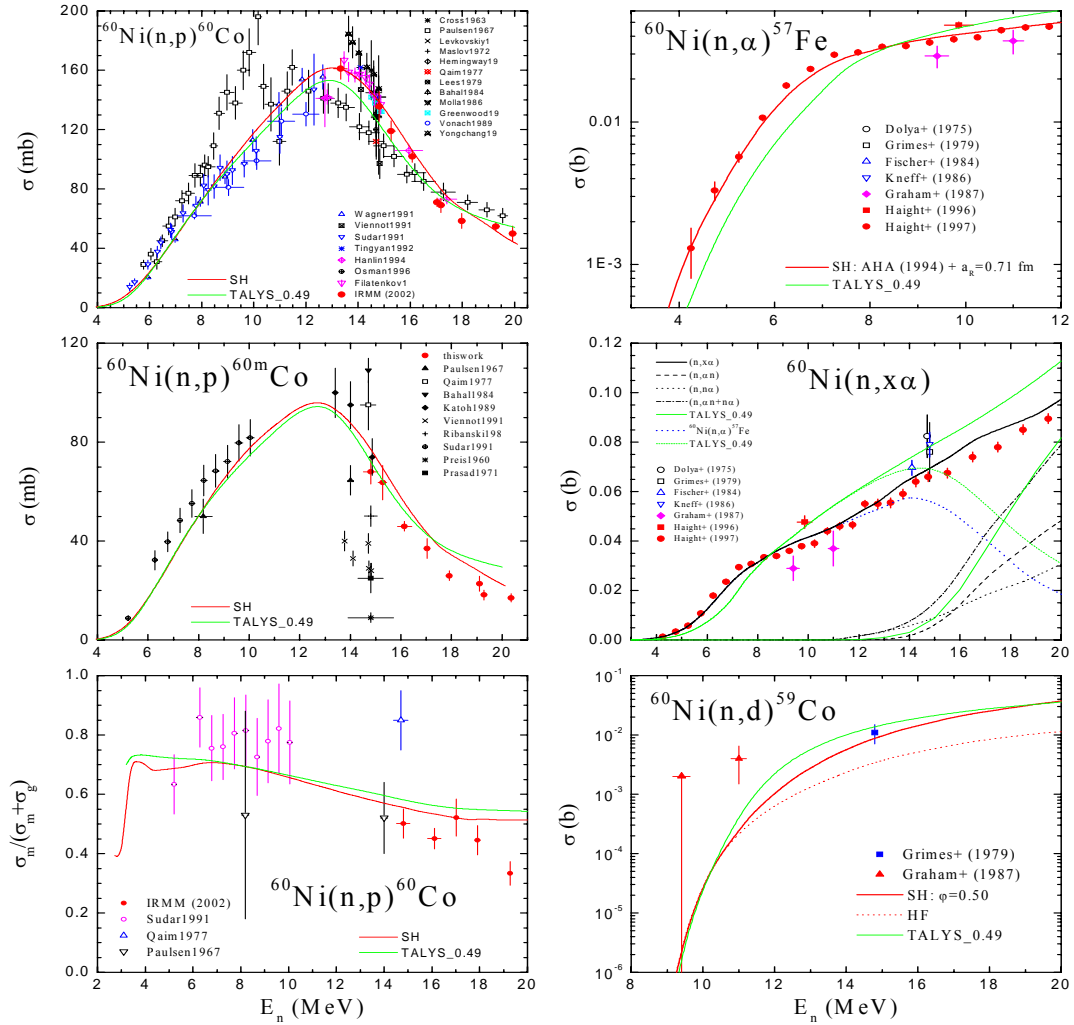 ⁶⁰Ni(n,p)⁶⁰Co
Cross1963
Paulsen1967
Levkovskiy1
Maslov1972
Hemingway19
Qaim1977
Lees1979
Bahal1984
Molla1986
Greenwood19
Vonach1989
Yongchang19
Wagner1991
Viennot1991
Sudar1991
Tingyan1992
Hanlin1994
Osman1996
Filatenkov1
IRMM (2002)
SH
TALYS_0.49
σ (mb)
200
160
120
80
40
0
4 6 8 10 12 14 16 18 20
⁶⁰Ni(n,α)⁵⁷Fe
Dolya+ (1975)
Grimes+ (1979)
Fischer+ (1984)
Kneff+ (1986)
Graham+ (1987)
Haight+ (1996)
Haight+ (1997)
SH: AHA (1994) + a_R=0.71 fm
TALYS_0.49
σ (b)
0.01
1E-3
4 6 8 10 12
⁶⁰Ni(n,p)⁶⁰ᵐCo
thiswork
Paulsen1967
Qaim1977
Bahall1984
Katoh1989
Viennot1991
Ribanski198
Sudar1991
Preis1960
Prasad1971
SH
TALYS_0.49
σ (mb)
120
80
40
0
4 6 8 10 12 14 16 18 20
⁶⁰Ni(n,xα)
(n,xα)
(n,αn)
(n,nα)
(n,αn+nα)
TALYS_0.49
⁶⁰Ni(n,α)⁵⁷Fe
TALYS_0.49
Dolya+ (1975)
Grimes+ (1979)
Fischer+ (1984)
Kneff+ (1986)
Graham+ (1987)
Haight+ (1996)
Haight+ (1997)
σ (b)
0.12
0.10
0.08
0.06
0.04
0.02
0.00
4 6 8 10 12 14 16 18 20
σ_m/(σ_m+σ_g)
1.0
0.8
0.6
0.4
0.2
0.0
⁶⁰Ni(n,p)⁶⁰Co
IRMM (2002)
Sudar1991
Qaim1977
Paulsen1967
SH
TALYS_0.49
2 4 6 8 10 12 14 16 18 20
E_n (MeV)
⁶⁰Ni(n,d)⁵⁹Co
Grimes+ (1979)
Graham+ (1987)
SH: φ=0.50
HF
TALYS_0.49
σ (b)
10⁻¹
10⁻²
10⁻³
10⁻⁴
10⁻⁵
10⁻⁶
8 10 12 14 16 18 20
E_n (MeV)